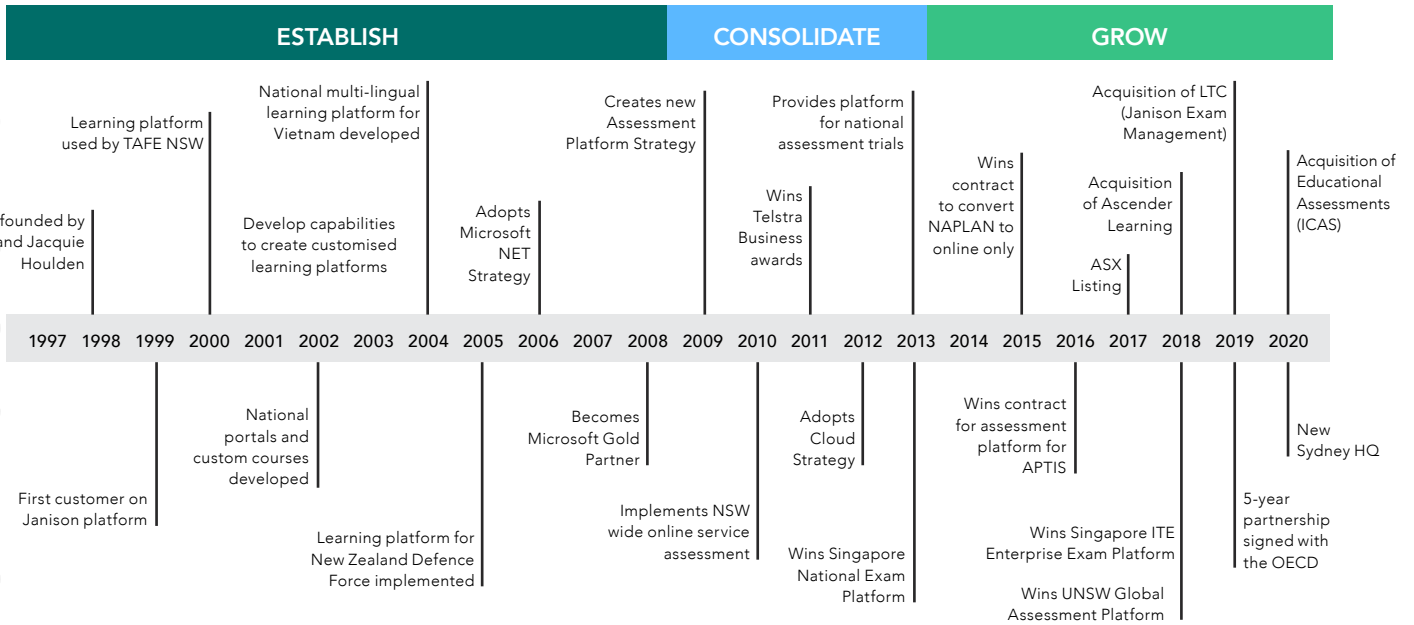 ESTABLISH
CONSOLIDATE
GROW
National multi-lingual
learning platform for
Vietnam developed
Learning platform
used by TAFE NSW
founded by
and Jacquie
Houlden
Develop capabilities
to create customised
learning platforms
Adopts
Microsoft
NET
Strategy
Creates new
Assessment
Platform Strategy
Wins
Telstra
Business
awards
Provides platform
for national
assessment trials
Wins
contract
to convert
NAPLAN to
online only
ASX
Listing
Acquisition
of Ascender
Learning
Acquisition of LTC
(Janison Exam
Management)
Acquisition of
Educational
Assessments
(ICAS)
1997 1998 1999 2000 2001 2002 2003 2004 2005 2006 2007 2008 2009 2010 2011 2012 2013 2014 2015 2016 2017 2018 2019 2020
First customer on
Janison platform
National
portals and
custom courses
developed
Learning platform for
New Zealand Defence
Force implemented
Becomes
Microsoft Gold
Partner
Implements NSW
wide online service
assessment
Adopts
Cloud
Strategy
Wins Singapore
National Exam
Platform
Wins contract
for assessment
platform for
APTIS
Wins Singapore ITE
Enterprise Exam Platform
Wins UNSW Global
Assessment Platform
5-year
partnership
signed with
the OECD
New
Sydney HQ